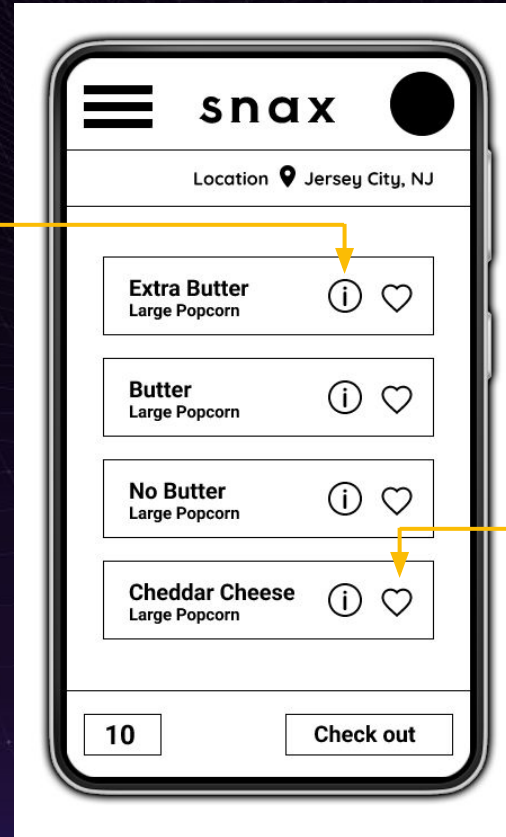 snax
Location Jersey City, NJ
Extra Butter
Large Popcorn
Butter
Large Popcorn
No Butter
Large Popcorn
Cheddar Cheese
Large Popcorn
10
Check out